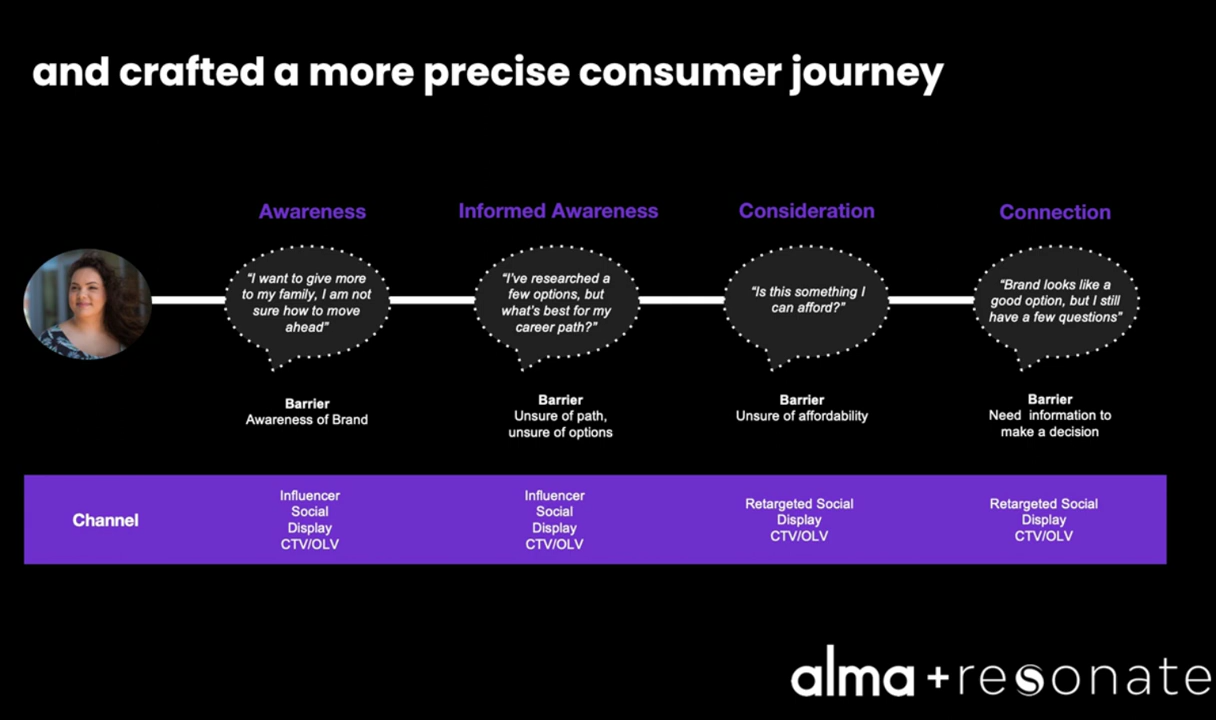 and crafted a more precise consumer journey
Awareness
Informed Awareness
Consideration
Connection
“I want to give more
to my family, I am not
sure how to move
ahead”
“I’ve researched a
few options, but
what’s best for my
career path?”
“Is this something I
can afford?”
“Brand looks like a
good option, but I still
have a few questions”
Barrier
Awareness of Brand
Barrier
Unsure of path,
unsure of options
Barrier
Unsure of affordability
Barrier
Need information to
make a decision
Channel
Influencer
Social
Display
CTV/OLV
Influencer
Social
Display
CTV/OLV
Retargeted Social
Display
CTV/OLV
Retargeted Social
Display
CTV/OLV
alma + resonate